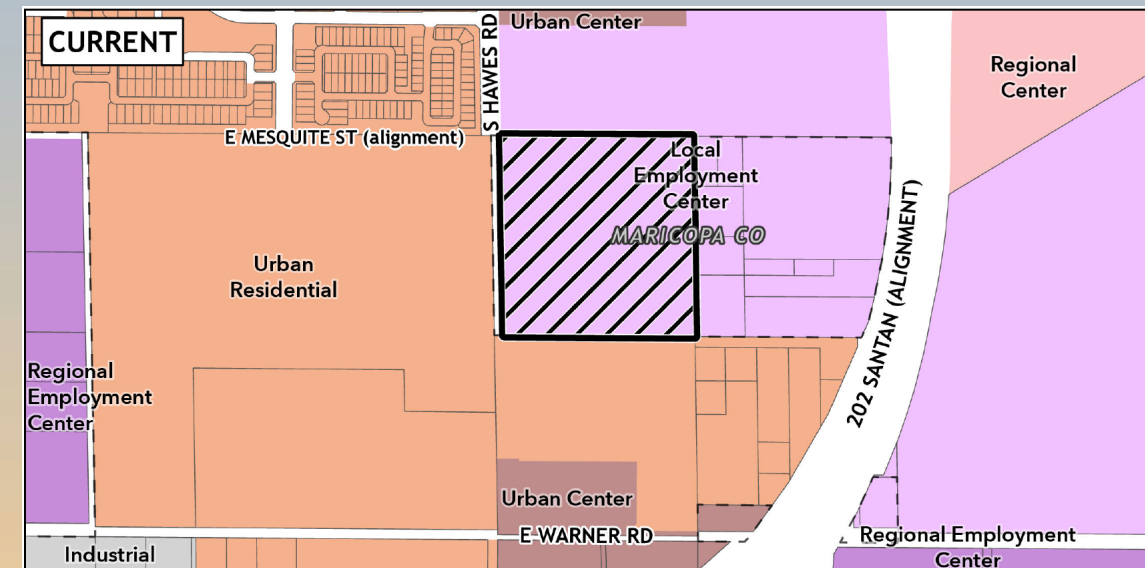 CURRENT
S HAWES RD
Urban Center
Regional
Center
E MESQUITE ST (alignment)
Local
Employment
Center
MARICOPA CO
Urban
Residential
202 SANTAN (ALIGNMENT)
Regional
Employment
Center
Urban Center
E WARNER RD
Industrial
Regional Employment
Center